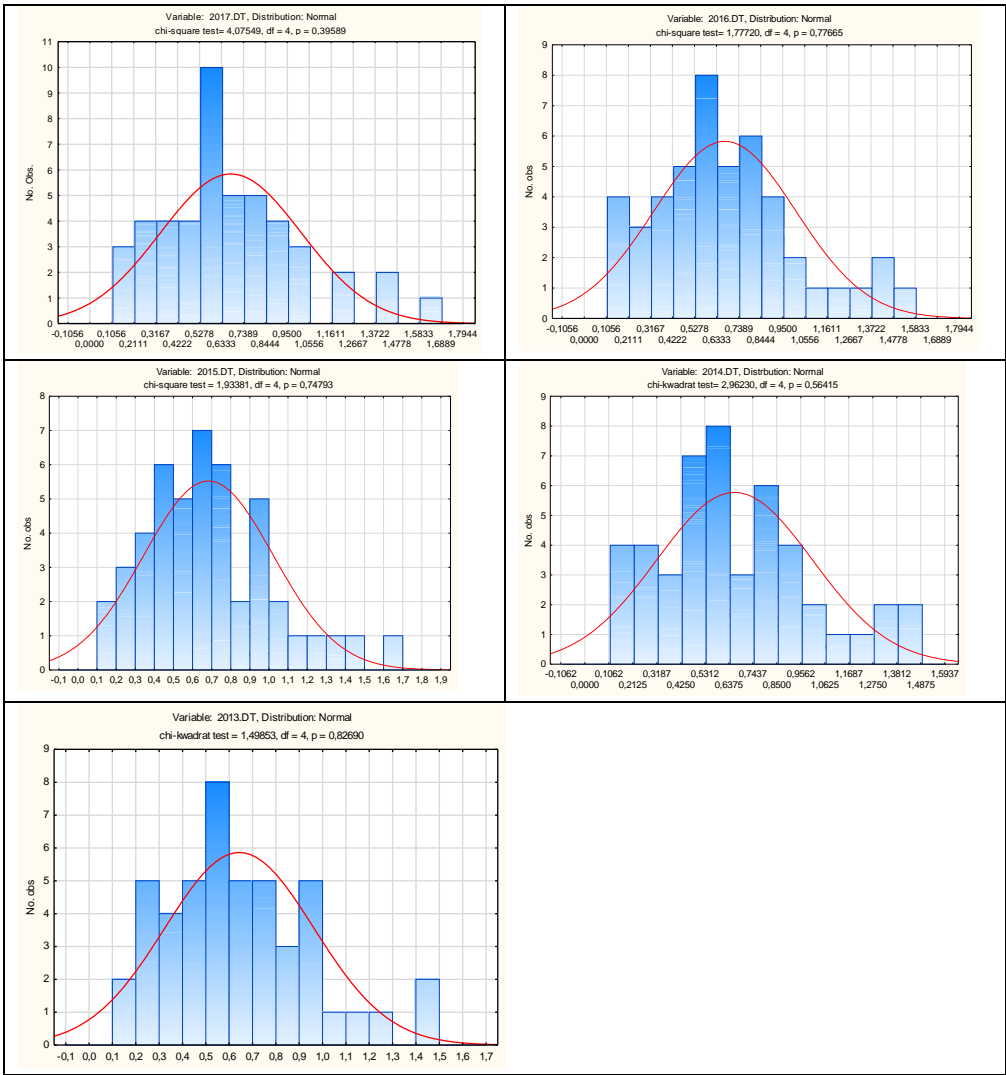 Variable: 2017.DT, Distribution: Normal
chi-square test= 4,07549, df = 4, p = 0,39589
11
10
9
8
7
6
5
4
3
2
1
0
No. Obs.
-0,1056 0,1056 0,3167 0,5278 0,7389 0,9500 1,1611 1,3722 1,5833 1,7944
0,0000 0,2111 0,4222 0,6333 0,8444 1,0556 1,2667 1,4778 1,6889
Variable: 2016.DT, Distribution: Normal
chi-square test= 1,77720, df = 4, p = 0,77665
9
8
7
6
5
4
3
2
1
0
No. obs
-0,1056 0,1056 0,3167 0,5278 0,7389 0,9500 1,1611 1,3722 1,5833 1,7944
0,0000 0,2111 0,4222 0,6333 0,8444 1,0556 1,2667 1,4778 1,6889
Variable: 2015.DT, Distrbution: Normal
chi-square test = 1,93381, df = 4, p = 0,74793
8
7
6
5
4
3
2
1
0
No. obs
-0,1 0,0 0,1 0,2 0,3 0,4 0,5 0,6 0,7 0,8 0,9 1,0 1,1 1,2 1,3 1,4 1,5 1,6 1,7 1,8 1,9
Variable: 2014.DT, Distribution: Normal
chi-kwadrat test= 2,96230, df = 4, p = 0,56415
9
8
7
6
5
4
3
2
1
0
No. obs
-0,1062 0,1062 0,3187 0,5312 0,7437 0,9562 1,1687 1,3812 1,5937
0,0000 0,2125 0,4250 0,6375 0,8500 1,0625 1,2750 1,4875
Variable: 2013.DT, Distribution: Normal
chi-kwadrat test = 1,49853, df = 4, p = 0,82690
9
8
7
6
5
4
3
2
1
0
No. obs
-0,1 0,0 0,1 0,2 0,3 0,4 0,5 0,6 0,7 0,8 0,9 1,0 1,1 1,2 1,3 1,4 1,5 1,6 1,7